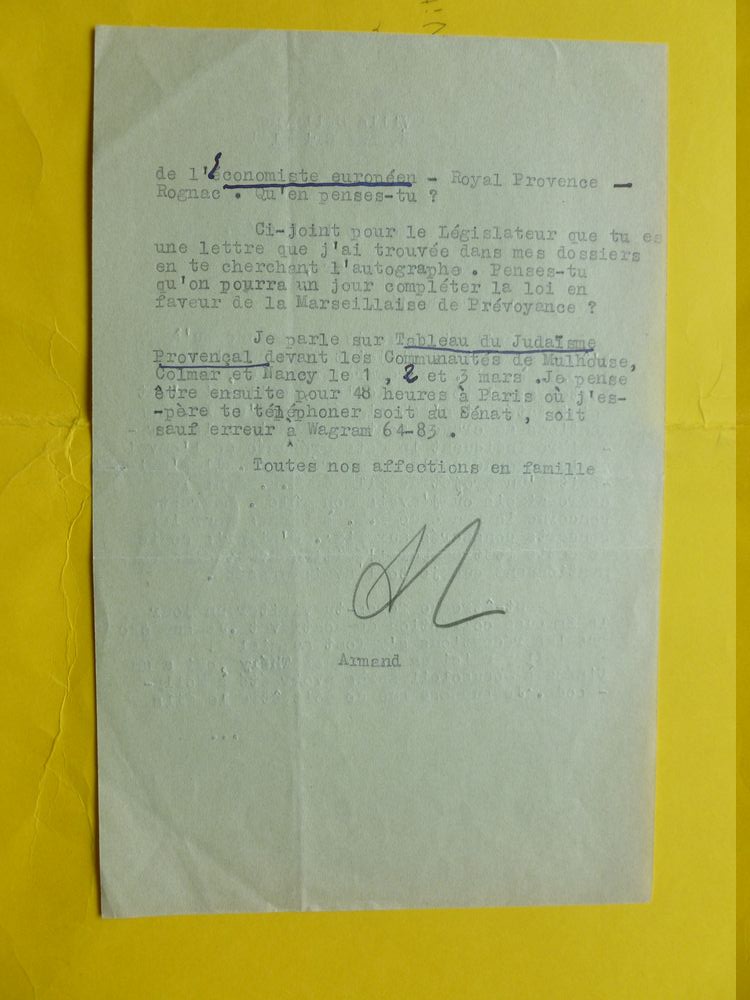 de l'économiste européen - Royal Provence -
Rognac . Qu'en penses-tu ?
Ci-joint pour le Législateur que tu es
une lettre que j'ai trouvée dans mes dossiers
en te cherchant l'autographe . Penses-tu
qu'on pourra un jour compléter la loi en
faveur de la Marseillaise de Prévoyance ?
Je parle sur Tableau du Judaïsme
Provençal devant les Communautés de Mulhouse,
Colmar et Nancy le 1 , 2 et 3 mars .Je pense
être ensuite pour 48 heures à Paris où j'es-
-père te téléphoner soit au Sénat , soit
sauf erreur à Wagram 64-83 .
Toutes nos affections en famille
Armand